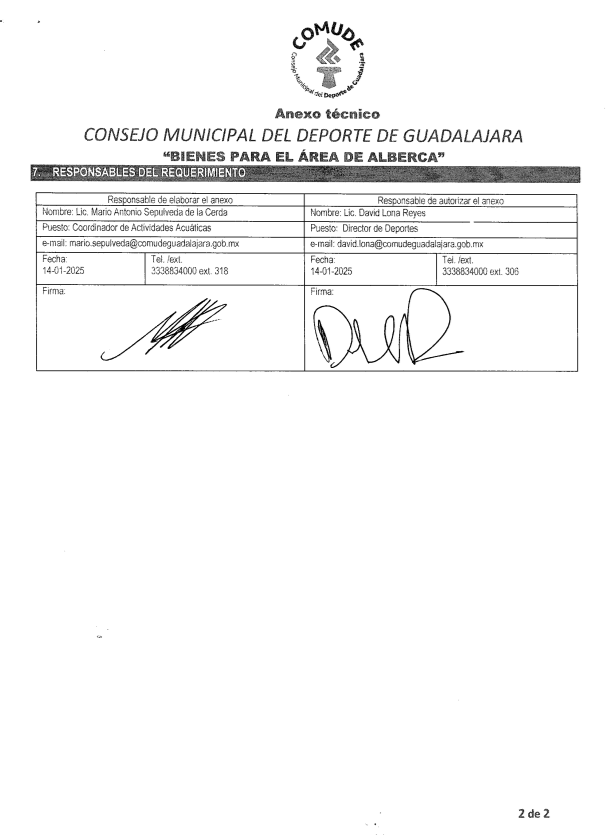 COMUDE
Consejo Municipal del Deporte de Guadalajara
Anexo técnico
CONSEJO MUNICIPAL DEL DEPORTE DE GUADALAJARA
“BIENES PARA EL ÁREA DE ALBERCA”
7. RESPONSABLES DEL REQUERIMIENTO
Responsable de elaborar el anexo
Responsable de autorizar el anexo
Nombre: Lic. Mario Antonio Sepulveda de la Cerda
Nombre: Lic. David Lona Reyes
Puesto: Coordinador de Actividades Acuáticas
Puesto: Director de Deportes
e-mail: mario.sepulveda@comudeguadalajara.gob.mx
e-mail: david.lona@comudeguadalajara.gob.mx
Fecha:
14-01-2025
Tel. /ext.
3338834000 ext. 318
Fecha:
14-01-2025
Tel. /ext.
3338834000 ext. 306
Firma:
Firma:
2 de 2